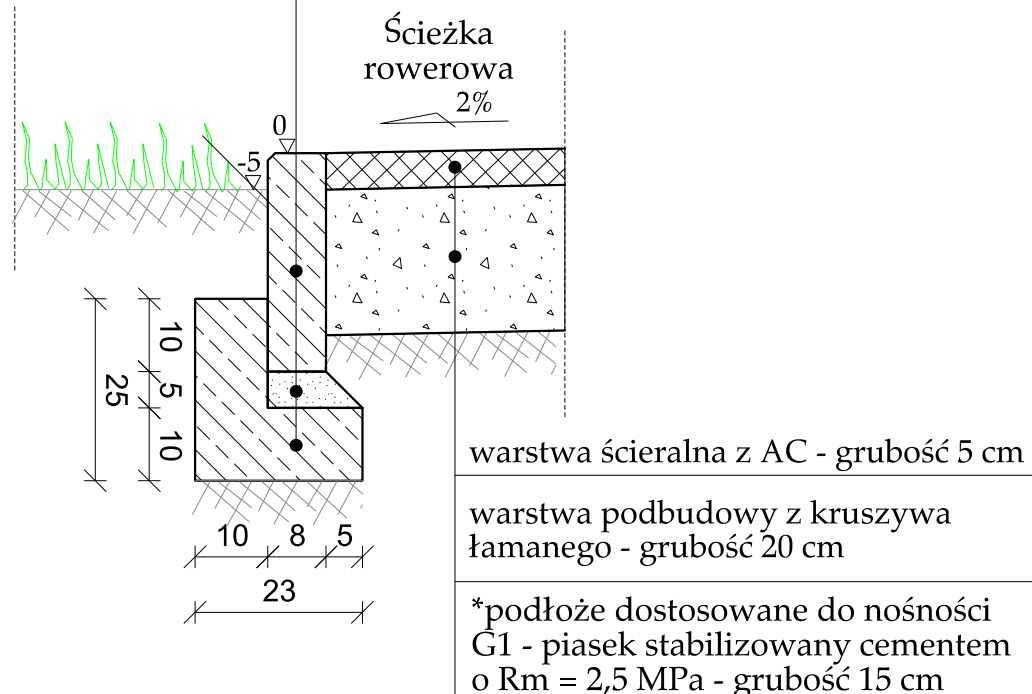 Ścieżka
rowerowa
2%
0
-5
10
5
10
25
10 8 5
23
warstwa ścieralna z AC - grubość 5 cm
warstwa podbudowy z kruszywa
łamanego - grubość 20 cm
*podłoże dostosowane do nośności
G1 - piasek stabilizowany cementem
o Rm = 2,5 MPa - grubość 15 cm